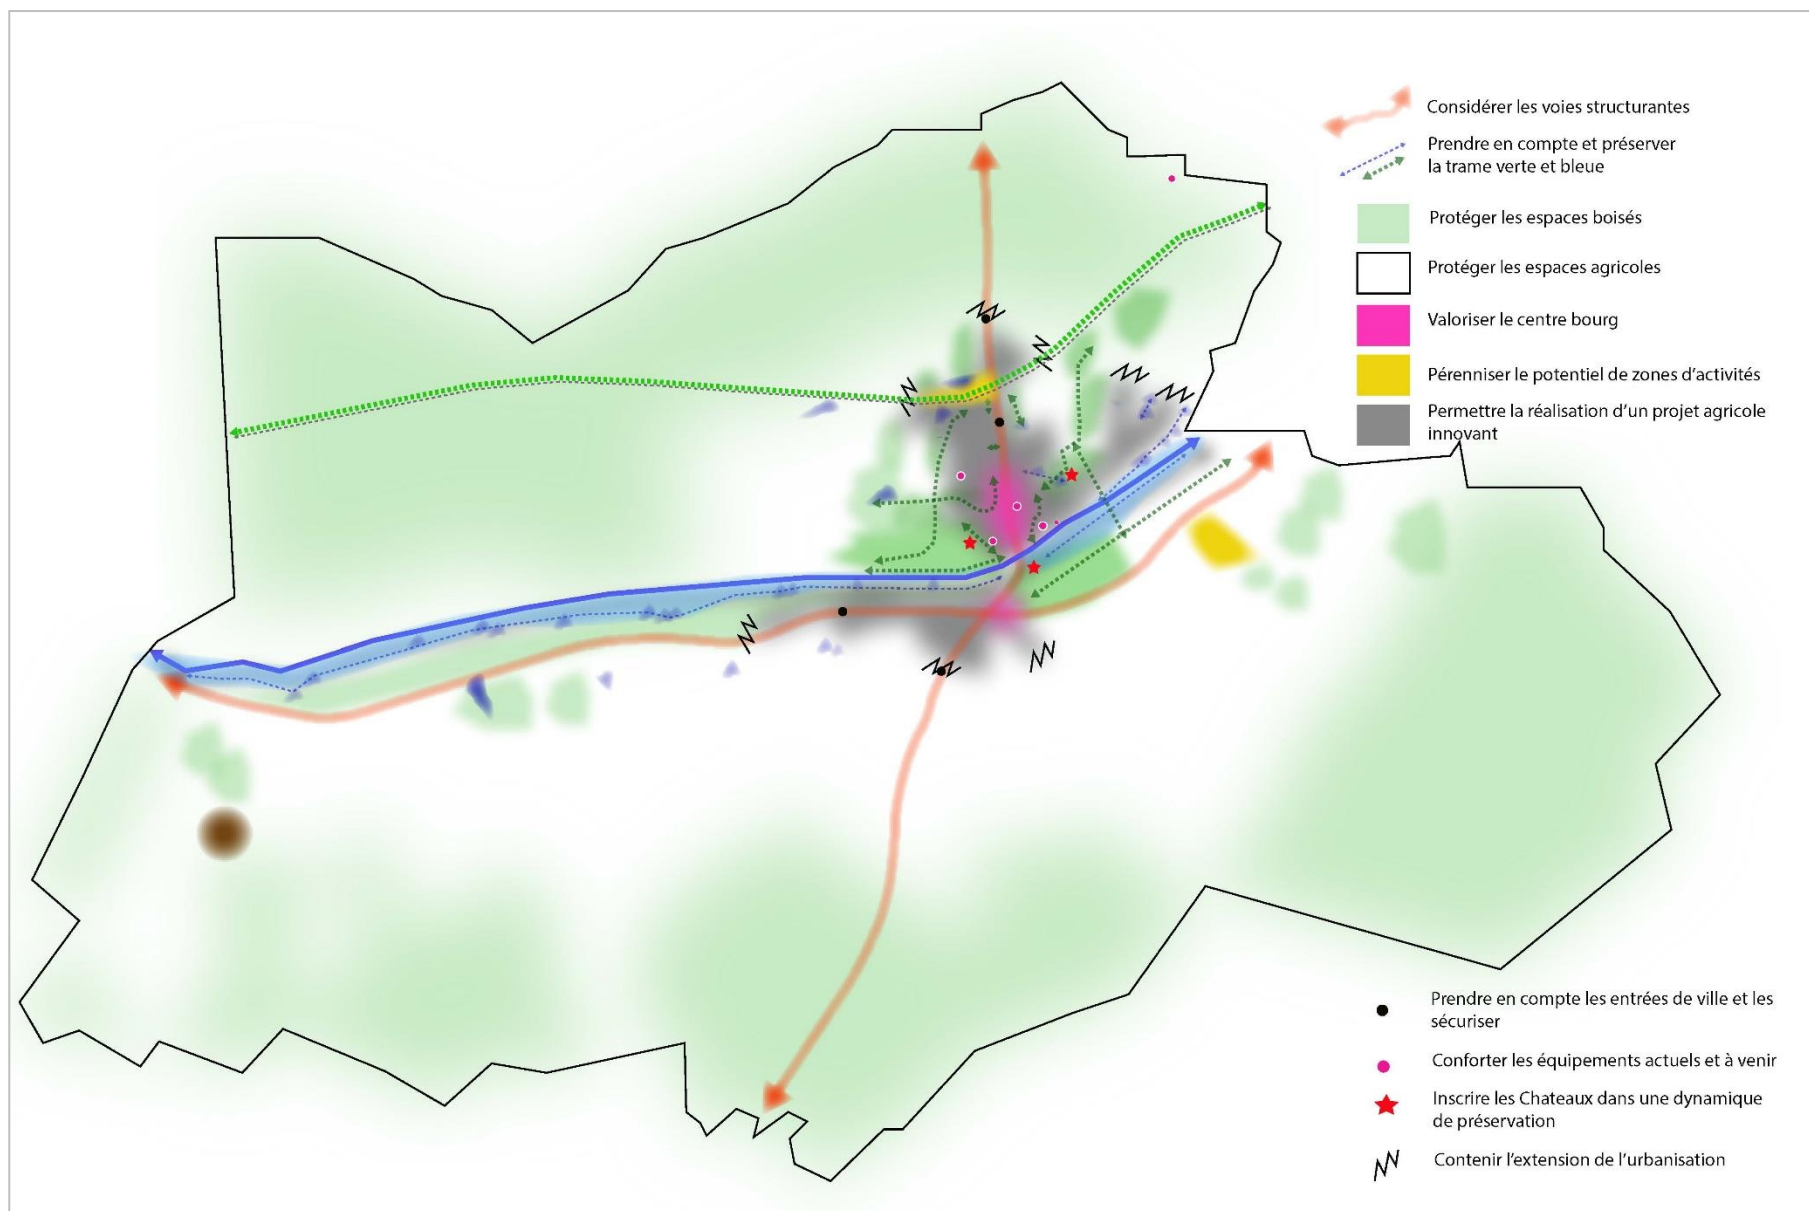 Considérer les voies structurantes
Prendre en compte et préserver
la trame verte et bleue
Protéger les espaces boisés
Protéger les espaces agricoles
Valoriser le centre bourg
Pérenniser le potentiel de zones d'activités
Permettre la réalisation d'un projet agricole
innovant
Prendre en compte les entrées de ville et les
sécuriser
Conforter les équipements actuels et à venir
Inscrire les Chateaux dans une dynamique
de préservation
Contenir l'extension de l'urbanisation